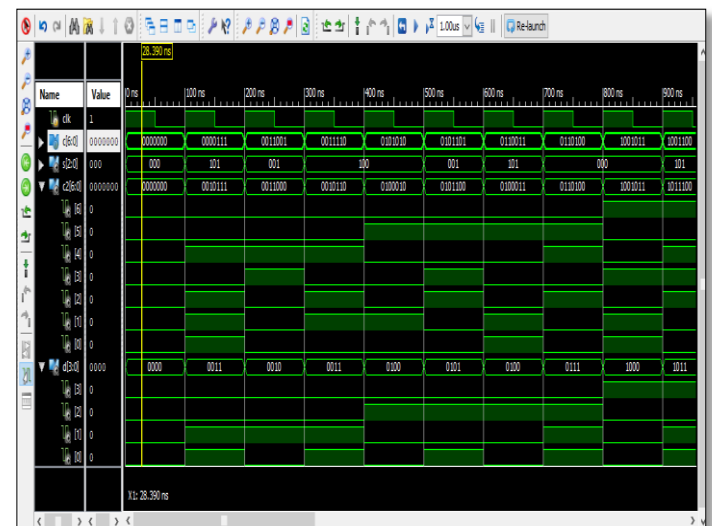 1.00us Re-launch
28.390 ns
Name Value 0 ns 100 ns 200 ns 300 ns 400 ns 500 ns 600 ns 700 ns 800 ns 900 ns
clk 1
c[6:0] 0000000 0000000 0000111 0011001 0011110 0101010 0101101 0110011 0110100 1001011 1001100
s[2:0] 000 000 101 001 100 001 101 000 101
c2[6:0] 0000000 0000000 0010111 0011000 0010110 0100010 0101100 0100011 0110100 1001011 1011100
[6] 0
[5] 0
[4] 0
[3] 0
[2] 0
[1] 0
[0] 0
d[3:0] 0000 0000 0011 0010 0011 0100 0101 0100 0111 1000 1011
[3] 0
[2] 0
[1] 0
[0] 0
X1: 28.390 ns